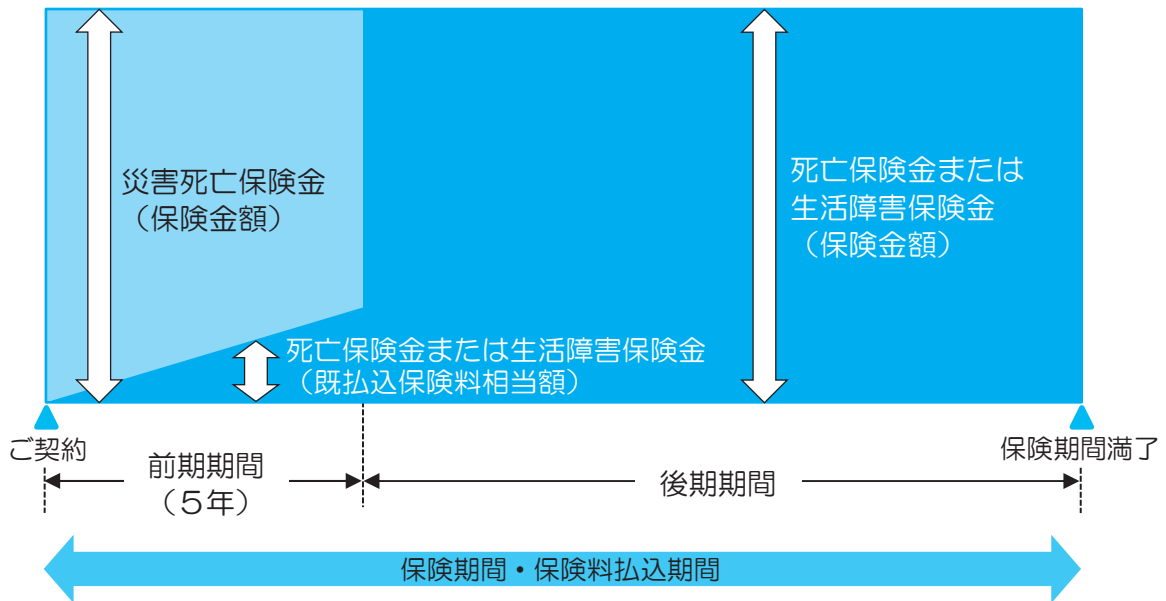 災害死亡保険金
（保険金額）
死亡保険金または
生活障害保険金
（保険金額）
死亡保険金または生活障害保険金
（既払込保険料相当額）
ご契約
保険期間満了
前期期間
（５年）
後期期間
保険期間・保険料払込期間